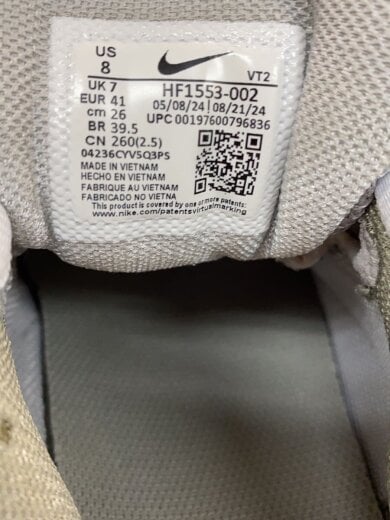 US
8
VT2
UK 7
EUR 41
cm 26
BR 39.5
CN 260(2.5)
HF1553-002
05/08/24 | 08/21/24
UPC 00197600796836
04236CYV5Q3PS
MADE IN VIETNAM
HECHO EN VIETNAM
FABRIQUE AU VIETNAM
FABRICADO NO VIETNA
This product is covered by one or more patents:
www.nike.com/patentsvirtualmarking